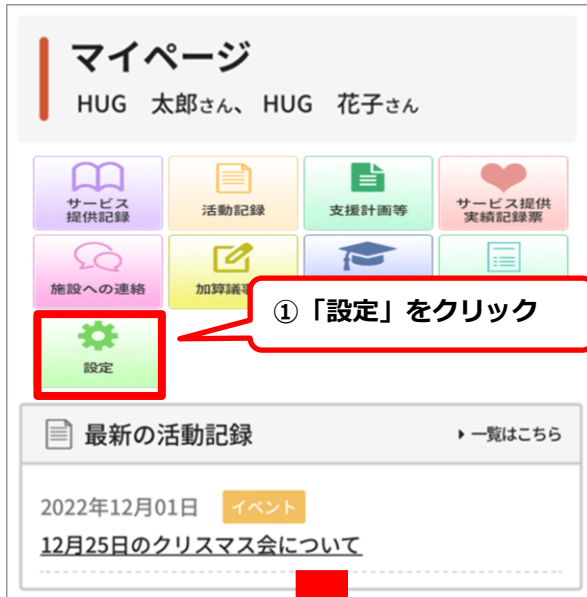 マイページ
HUG 太郎さん、HUG 花子さん
サービス
提供記録
活動記録
支援計画等
サービス提供
実績記録票
施設への連絡
加算議事
①「設定」をクリック
設定
最新の活動記録
一覧はこちら
2022年12月01日 イベント
12月25日のクリスマス会について